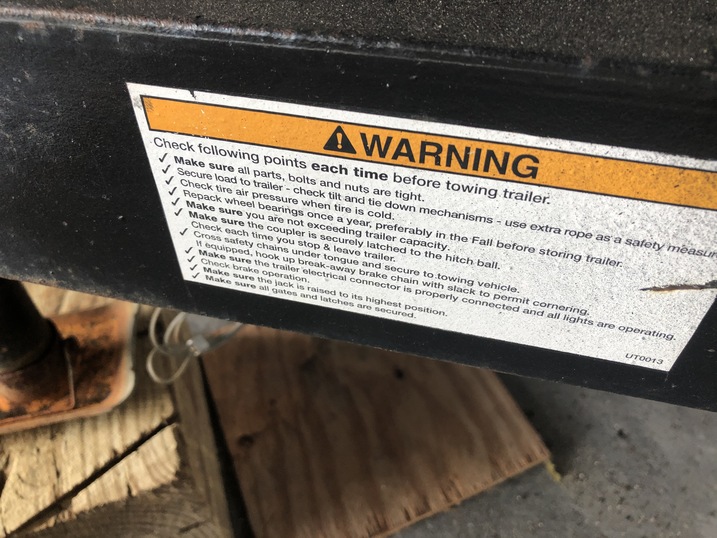 ⚠WARNING
Check following points each time before towing trailer.
✓ Make sure all parts, bolts and nuts are tight.
✓ Secure load to trailer - check tilt and tie down mechanisms - use extra rope as a safety measur
✓ Check tire air pressure when tire is cold.
✓ Repack wheel bearings once a year, preferably in the Fall before storing trailer.
✓ Make sure you are not exceeding trailer capacity.
✓ Make sure the coupler is securely latched to the hitch ball.
✓ Check each time you stop & leave trailer.
✓ Cross safety chains under tongue and secure to towing vehicle.
If equipped, hook up break-away brake chain with slack to permit cornering.
✓ Make sure the trailer electrical connector is properly connected and all lights are operating.
✓ Check brake operation.
✓ Make sure the jack is raised to its highest position.
✓ Make sure all gates and latches are secured.
UT0013